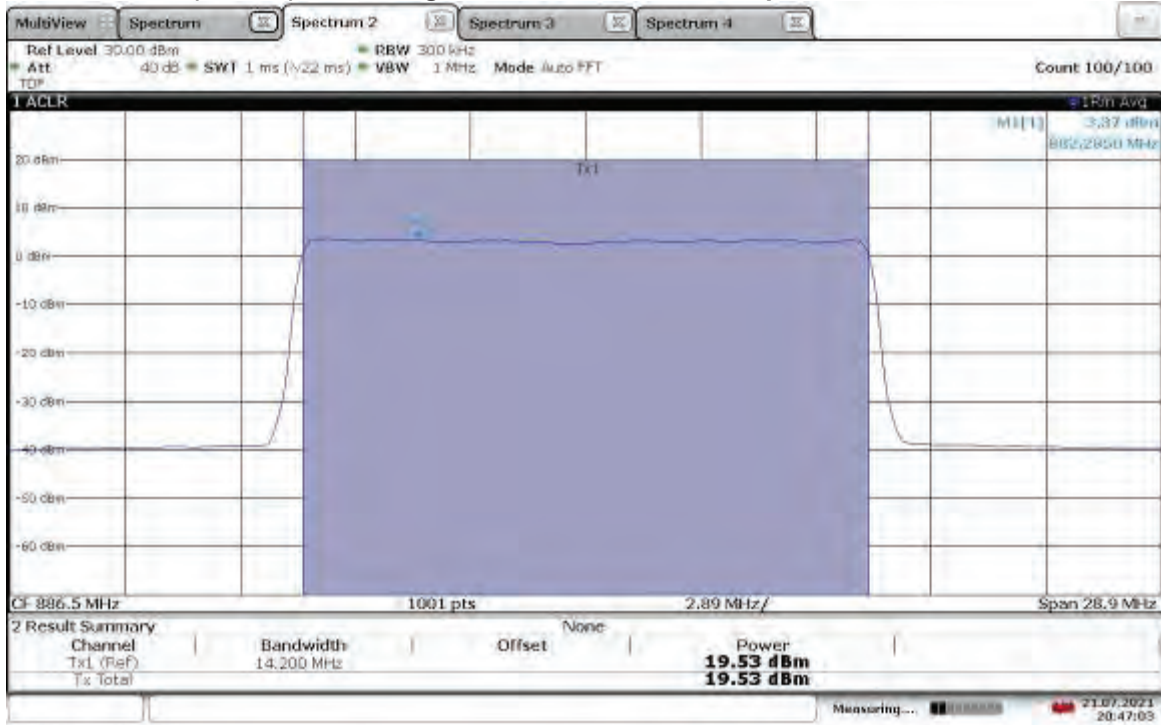 MultiView Spectrum Spectrum 2 Spectrum 3 Spectrum 4
Ref Level 30.00 dBm RBW 300 kHz
Att 40 dB SWT 1 ms (~22 ms) VBW 1 MHz Mode Auto FFT Count 100/100
TDF
1 ACLR 1Rm Avg
M1[1] 3.37 dBm
882.2850 MHz
20 dBm
Tx1
10 dBm
0 dBm
-10 dBm
-20 dBm
-30 dBm
-40 dBm
-50 dBm
-60 dBm
CF 886.5 MHz 1001 pts 2.89 MHz/ Span 28.9 MHz
2 Result Summary None
Channel Bandwidth Offset Power
Tx1 (Ref) 14.200 MHz 19.53 dBm
Tx Total 19.53 dBm
Measuring... 21.07.2021
20:47:03